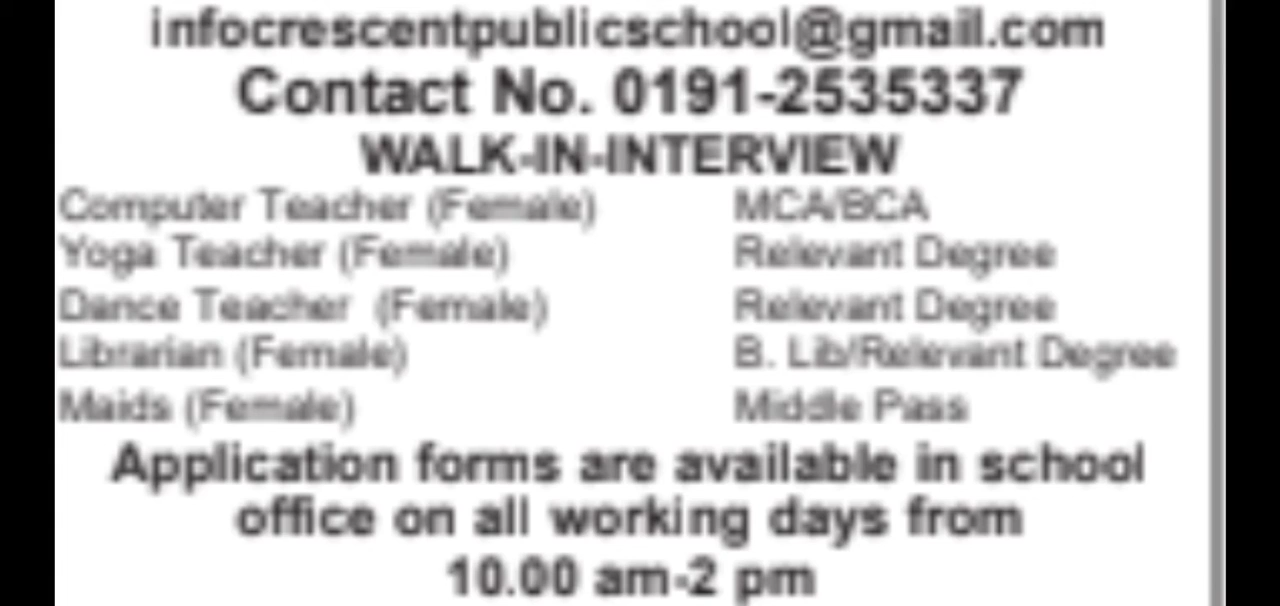 infocrescentpublicschool@gmail.com
Contact No. 0191-2535337
WALK-IN-INTERVIEW
Computer Teacher (Female) MCA/BCA
Yoga Teacher (Female) Relevant Degree
Dance Teacher (Female) Relevant Degree
Librarian (Female) B. Lib/Relevant Degree
Maids (Female) Middle Pass
Application forms are available in school
office on all working days from
10.00 am-2 pm